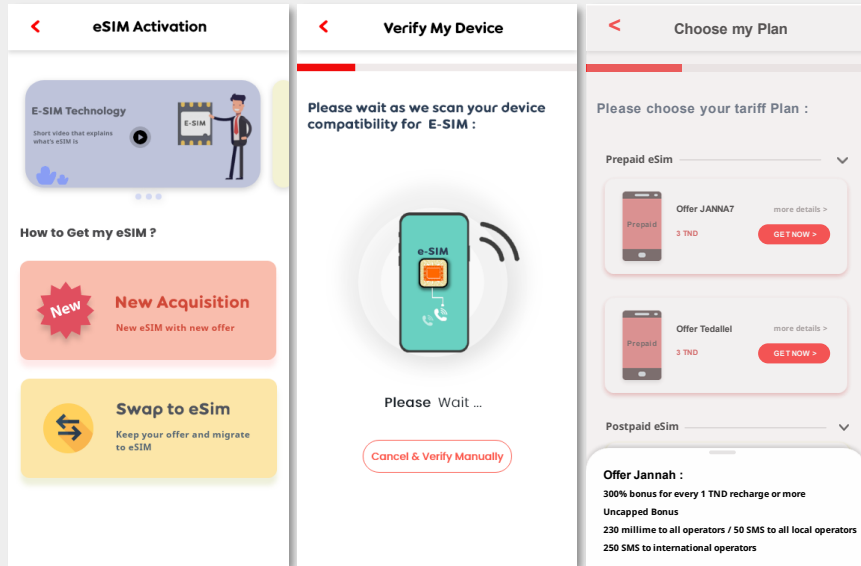 eSIM Activation
E-SIM Technology
Short video that explains
what's eSIM is
E-SIM
How to Get my eSIM ?
New
New Acquisition
New eSIM with new offer
Swap to eSim
Keep your offer and migrate
to eSIM
Verify My Device
Please wait as we scan your device
compatibility for E-SIM :
e-SIM
Please Wait ...
Cancel & Verify Manually
Choose my Plan
Please choose your tariff Plan :
Prepaid eSim
Prepaid
Offer JANNA7
more details >
3 TND
GET NOW >
Prepaid
Offer Tedallel
more details >
3 TND
GET NOW >
Postpaid eSim
Offer Jannah :
300% bonus for every 1 TND recharge or more
Uncapped Bonus
230 millime to all operators / 50 SMS to all local operators
250 SMS to international operators